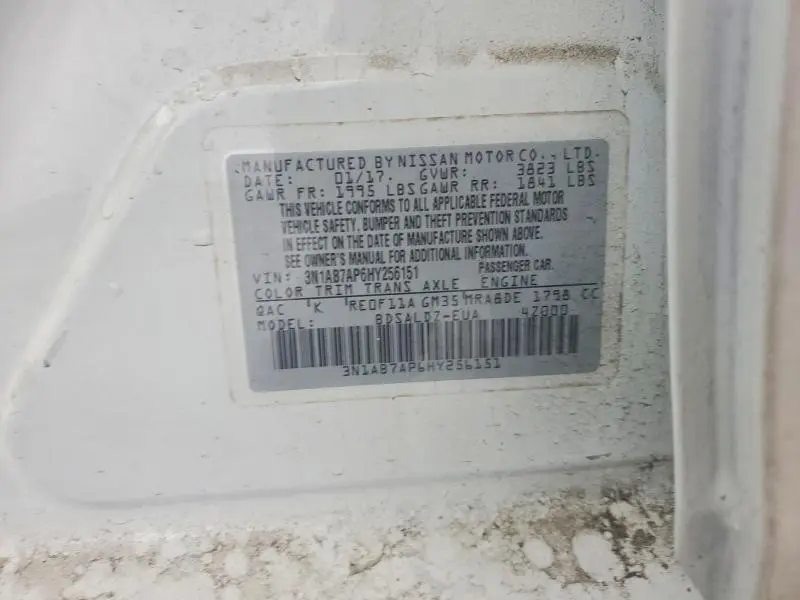 MANUFACTURED BY NISSAN MOTOR CO., LTD.
DATE: 01/17. GVWR: 3823 LBS
GAWR FR: 1995 LBS GAWR RR: 1841 LBS
THIS VEHICLE CONFORMS TO ALL APPLICABLE FEDERAL MOTOR
VEHICLE SAFETY, BUMPER AND THEFT PREVENTION STANDARDS
IN EFFECT ON THE DATE OF MANUFACTURE SHOWN ABOVE.
SEE OWNER'S MANUAL FOR ADDITIONAL INFORMATION.
VIN: 3N1AB7AP6HY256151 PASSENGER CAR.
COLOR TRIM TRANS AXLE ENGINE
QAC K RE0F11A GM35 MRA8DE 1798 CC
MODEL: BDSALDZ-EUA 4Z000
3N1AB7AP6HY256151